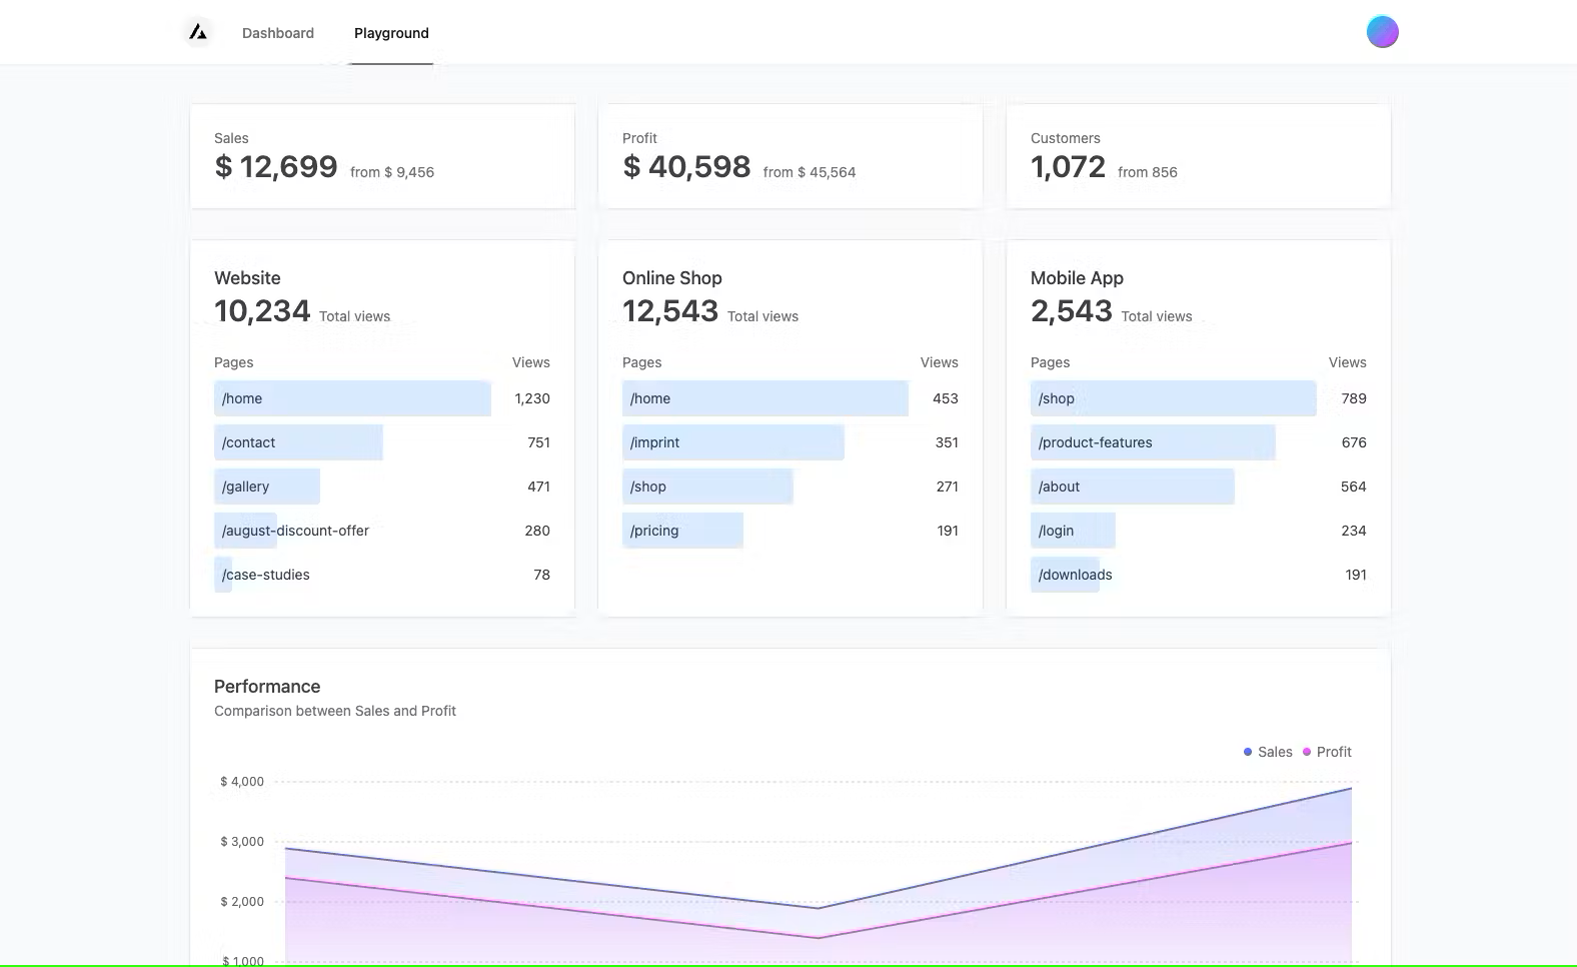 Dashboard Playground
Sales
$ 12,699 from $ 9,456
Profit
$ 40,598 from $ 45,564
Customers
1,072 from 856
Website
10,234 Total views
Pages Views
/home 1,230
/contact 751
/gallery 471
/august-discount-offer 280
/case-studies 78
Online Shop
12,543 Total views
Pages Views
/home 453
/imprint 351
/shop 271
/pricing 191
Mobile App
2,543 Total views
Pages Views
/shop 789
/product-features 676
/about 564
/login 234
/downloads 191
Performance
Comparison between Sales and Profit
Sales Profit
$ 4,000
$ 3,000
$ 2,000
$ 1,000